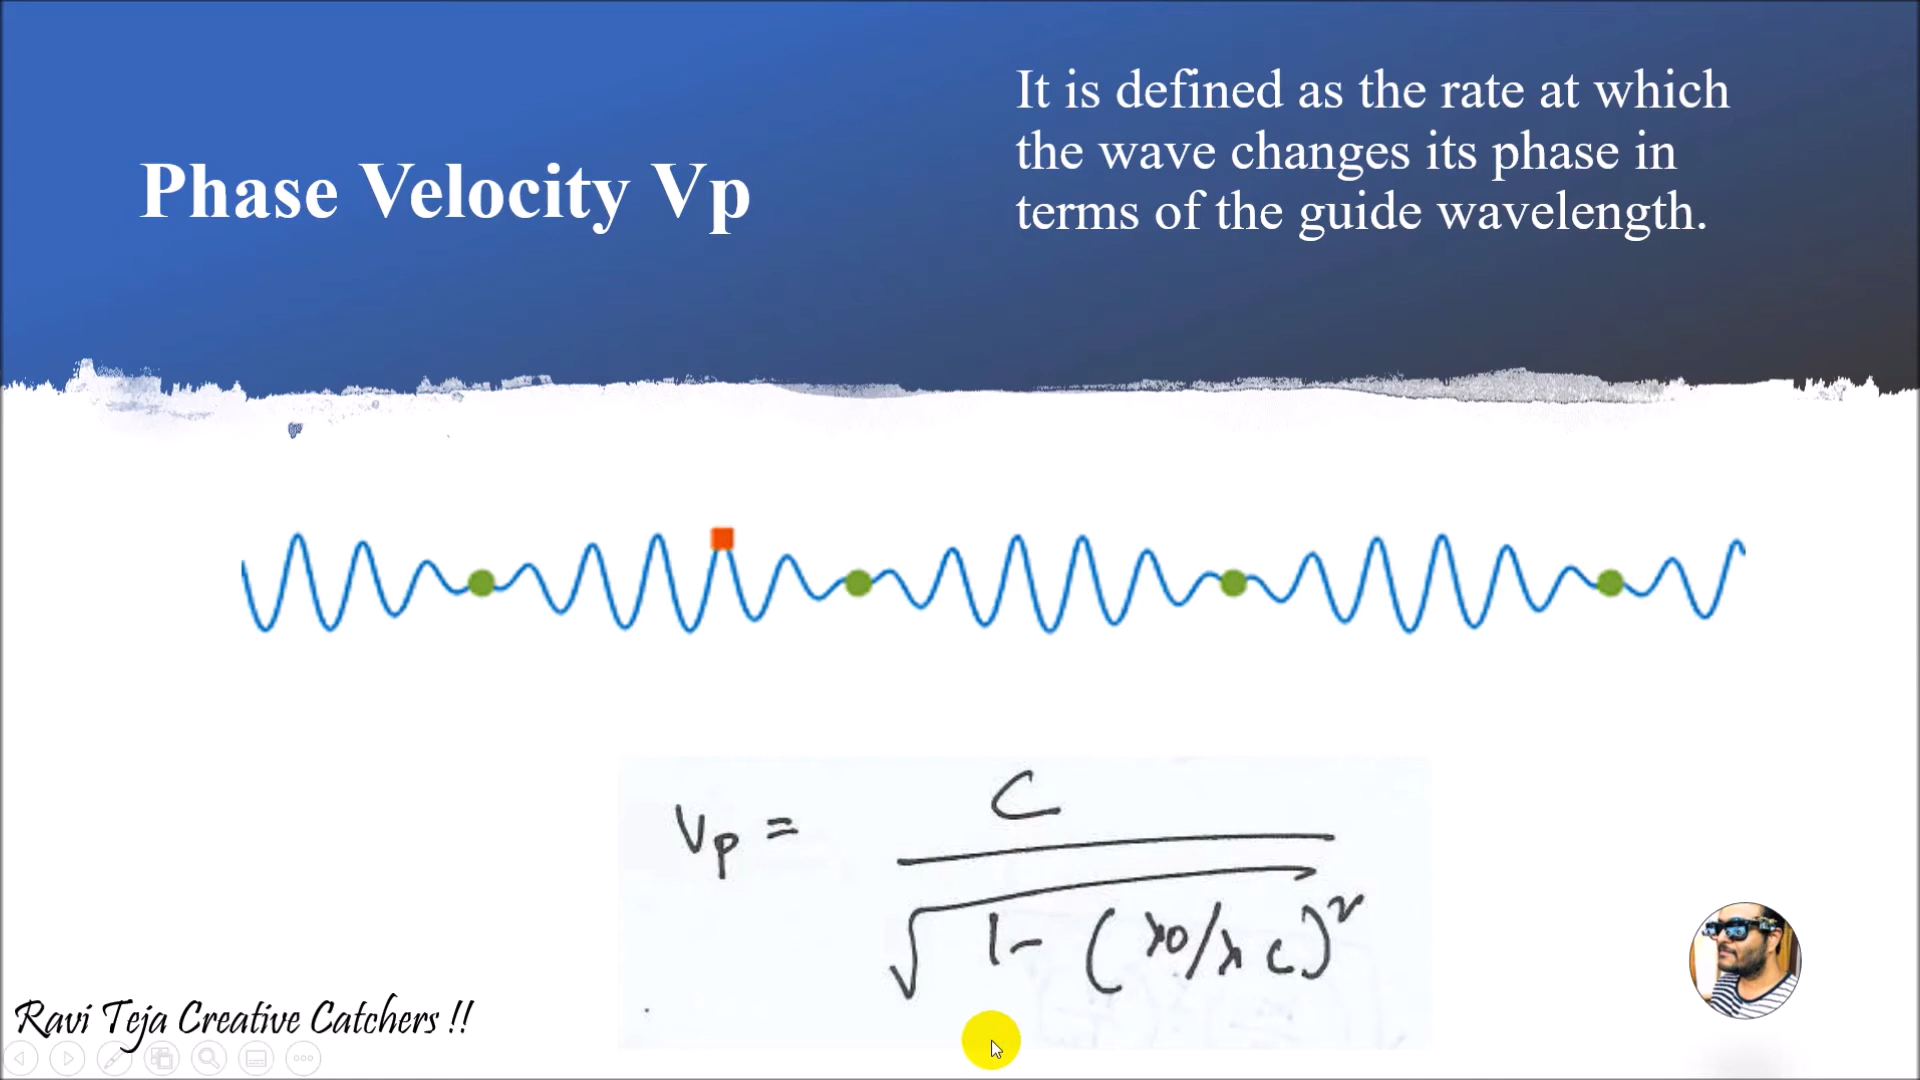 It is defined as the rate at which
the wave changes its phase in
terms of the guide wavelength.
Phase Velocity Vp
Vp = C / √(1 - (λ0/λc)²)
Ravi Teja Creative Catchers !!